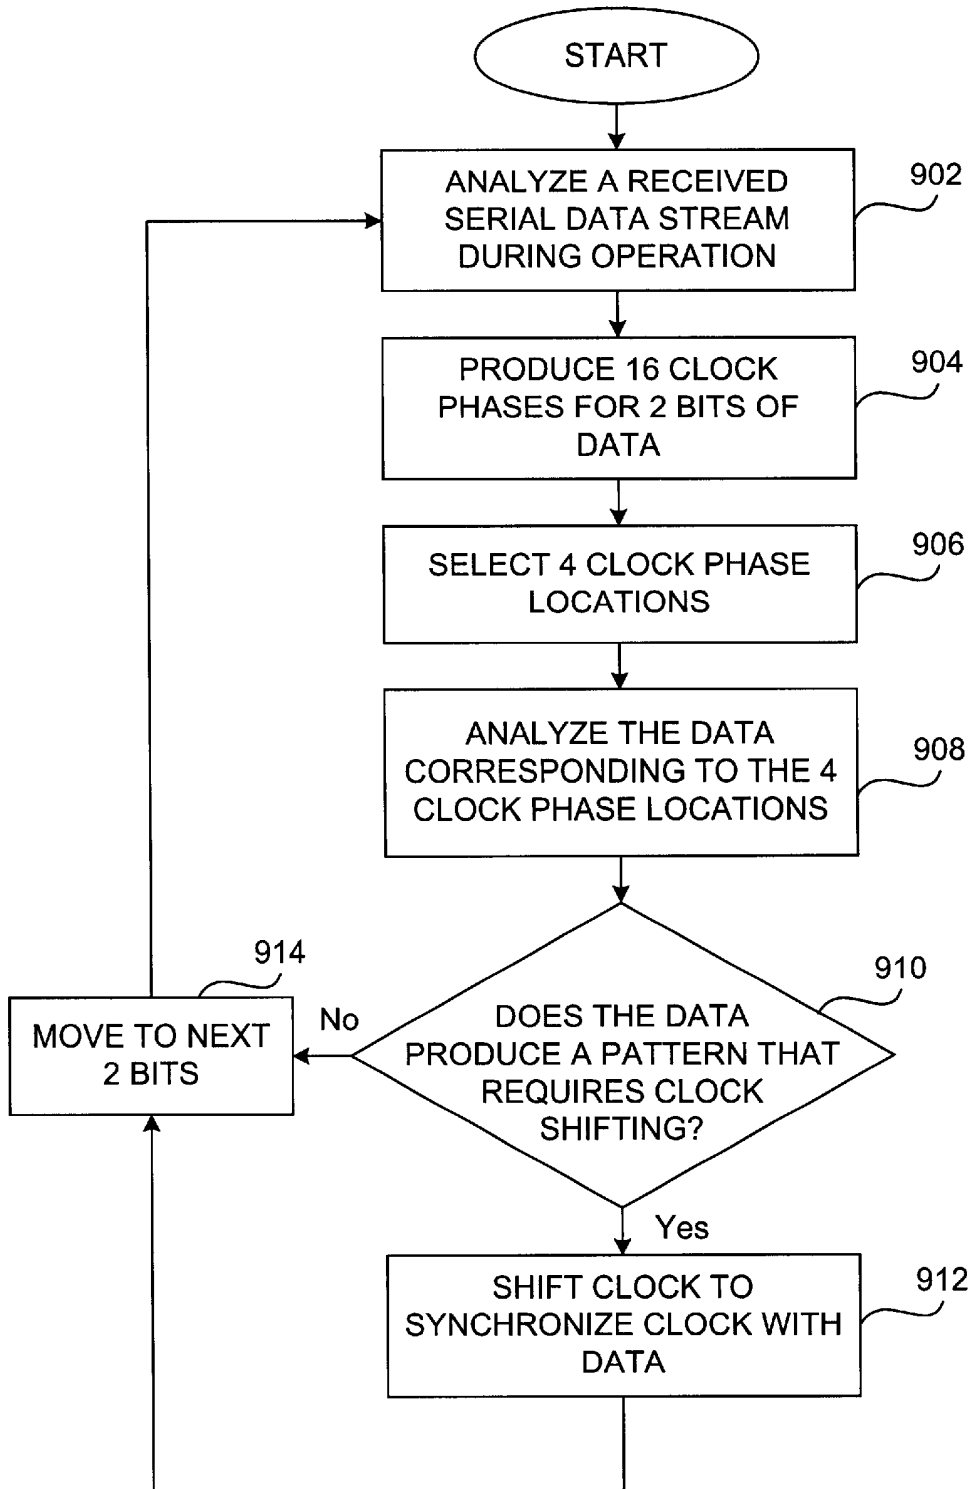 START
ANALYZE A RECEIVED
SERIAL DATA STREAM
DURING OPERATION
902
PRODUCE 16 CLOCK
PHASES FOR 2 BITS OF
DATA
904
SELECT 4 CLOCK PHASE
LOCATIONS
906
ANALYZE THE DATA
CORRESPONDING TO THE 4
CLOCK PHASE LOCATIONS
908
DOES THE DATA
PRODUCE A PATTERN THAT
REQUIRES CLOCK
SHIFTING?
910
No
914
MOVE TO NEXT
2 BITS
Yes
SHIFT CLOCK TO
SYNCHRONIZE CLOCK WITH
DATA
912